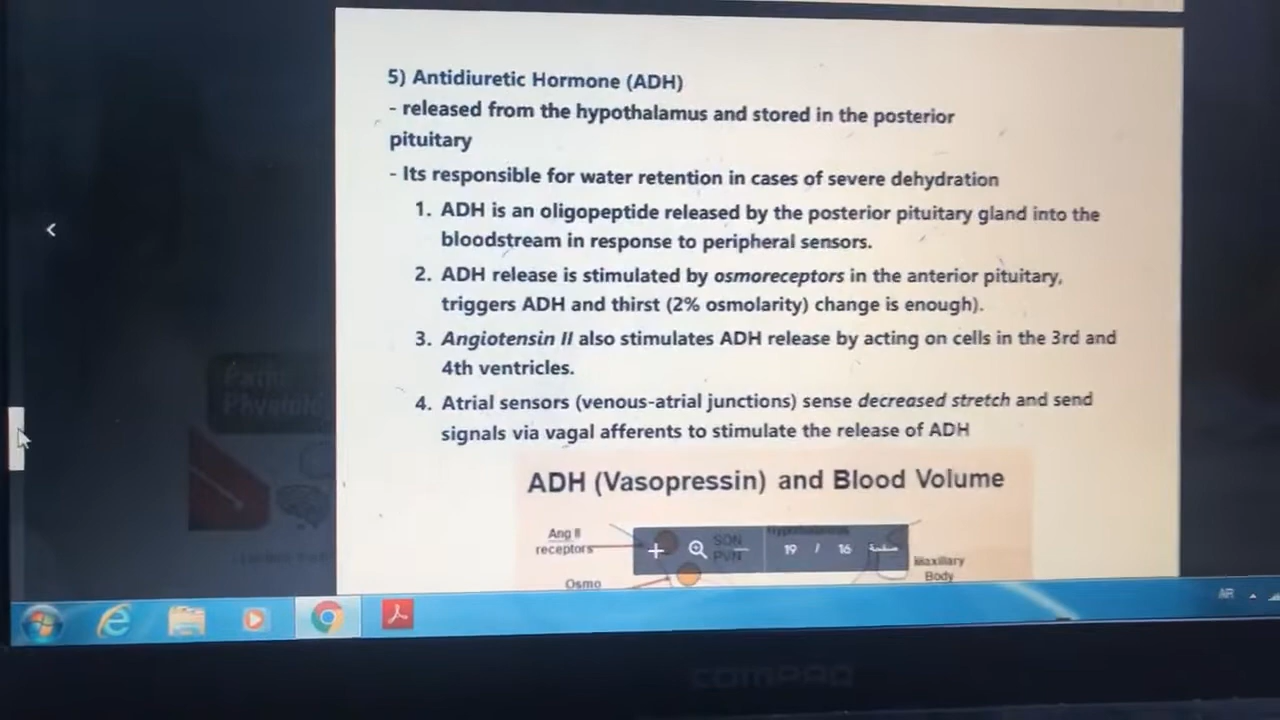 5) Antidiuretic Hormone (ADH)
- released from the hypothalamus and stored in the posterior
pituitary
- Its responsible for water retention in cases of severe dehydration
1. ADH is an oligopeptide released by the posterior pituitary gland into the
bloodstream in response to peripheral sensors.
2. ADH release is stimulated by osmoreceptors in the anterior pituitary,
triggers ADH and thirst (2% osmolarity) change is enough).
3. Angiotensin II also stimulates ADH release by acting on cells in the 3rd and
4th ventricles.
4. Atrial sensors (venous-atrial junctions) sense decreased stretch and send
signals via vagal afferents to stimulate the release of ADH
ADH (Vasopressin) and Blood Volume
Ang II
receptors
SON
PVN
Hypothalamus
19 / 16 صفحة
Maxillary
Body
Osmo
AR
COMPAQ